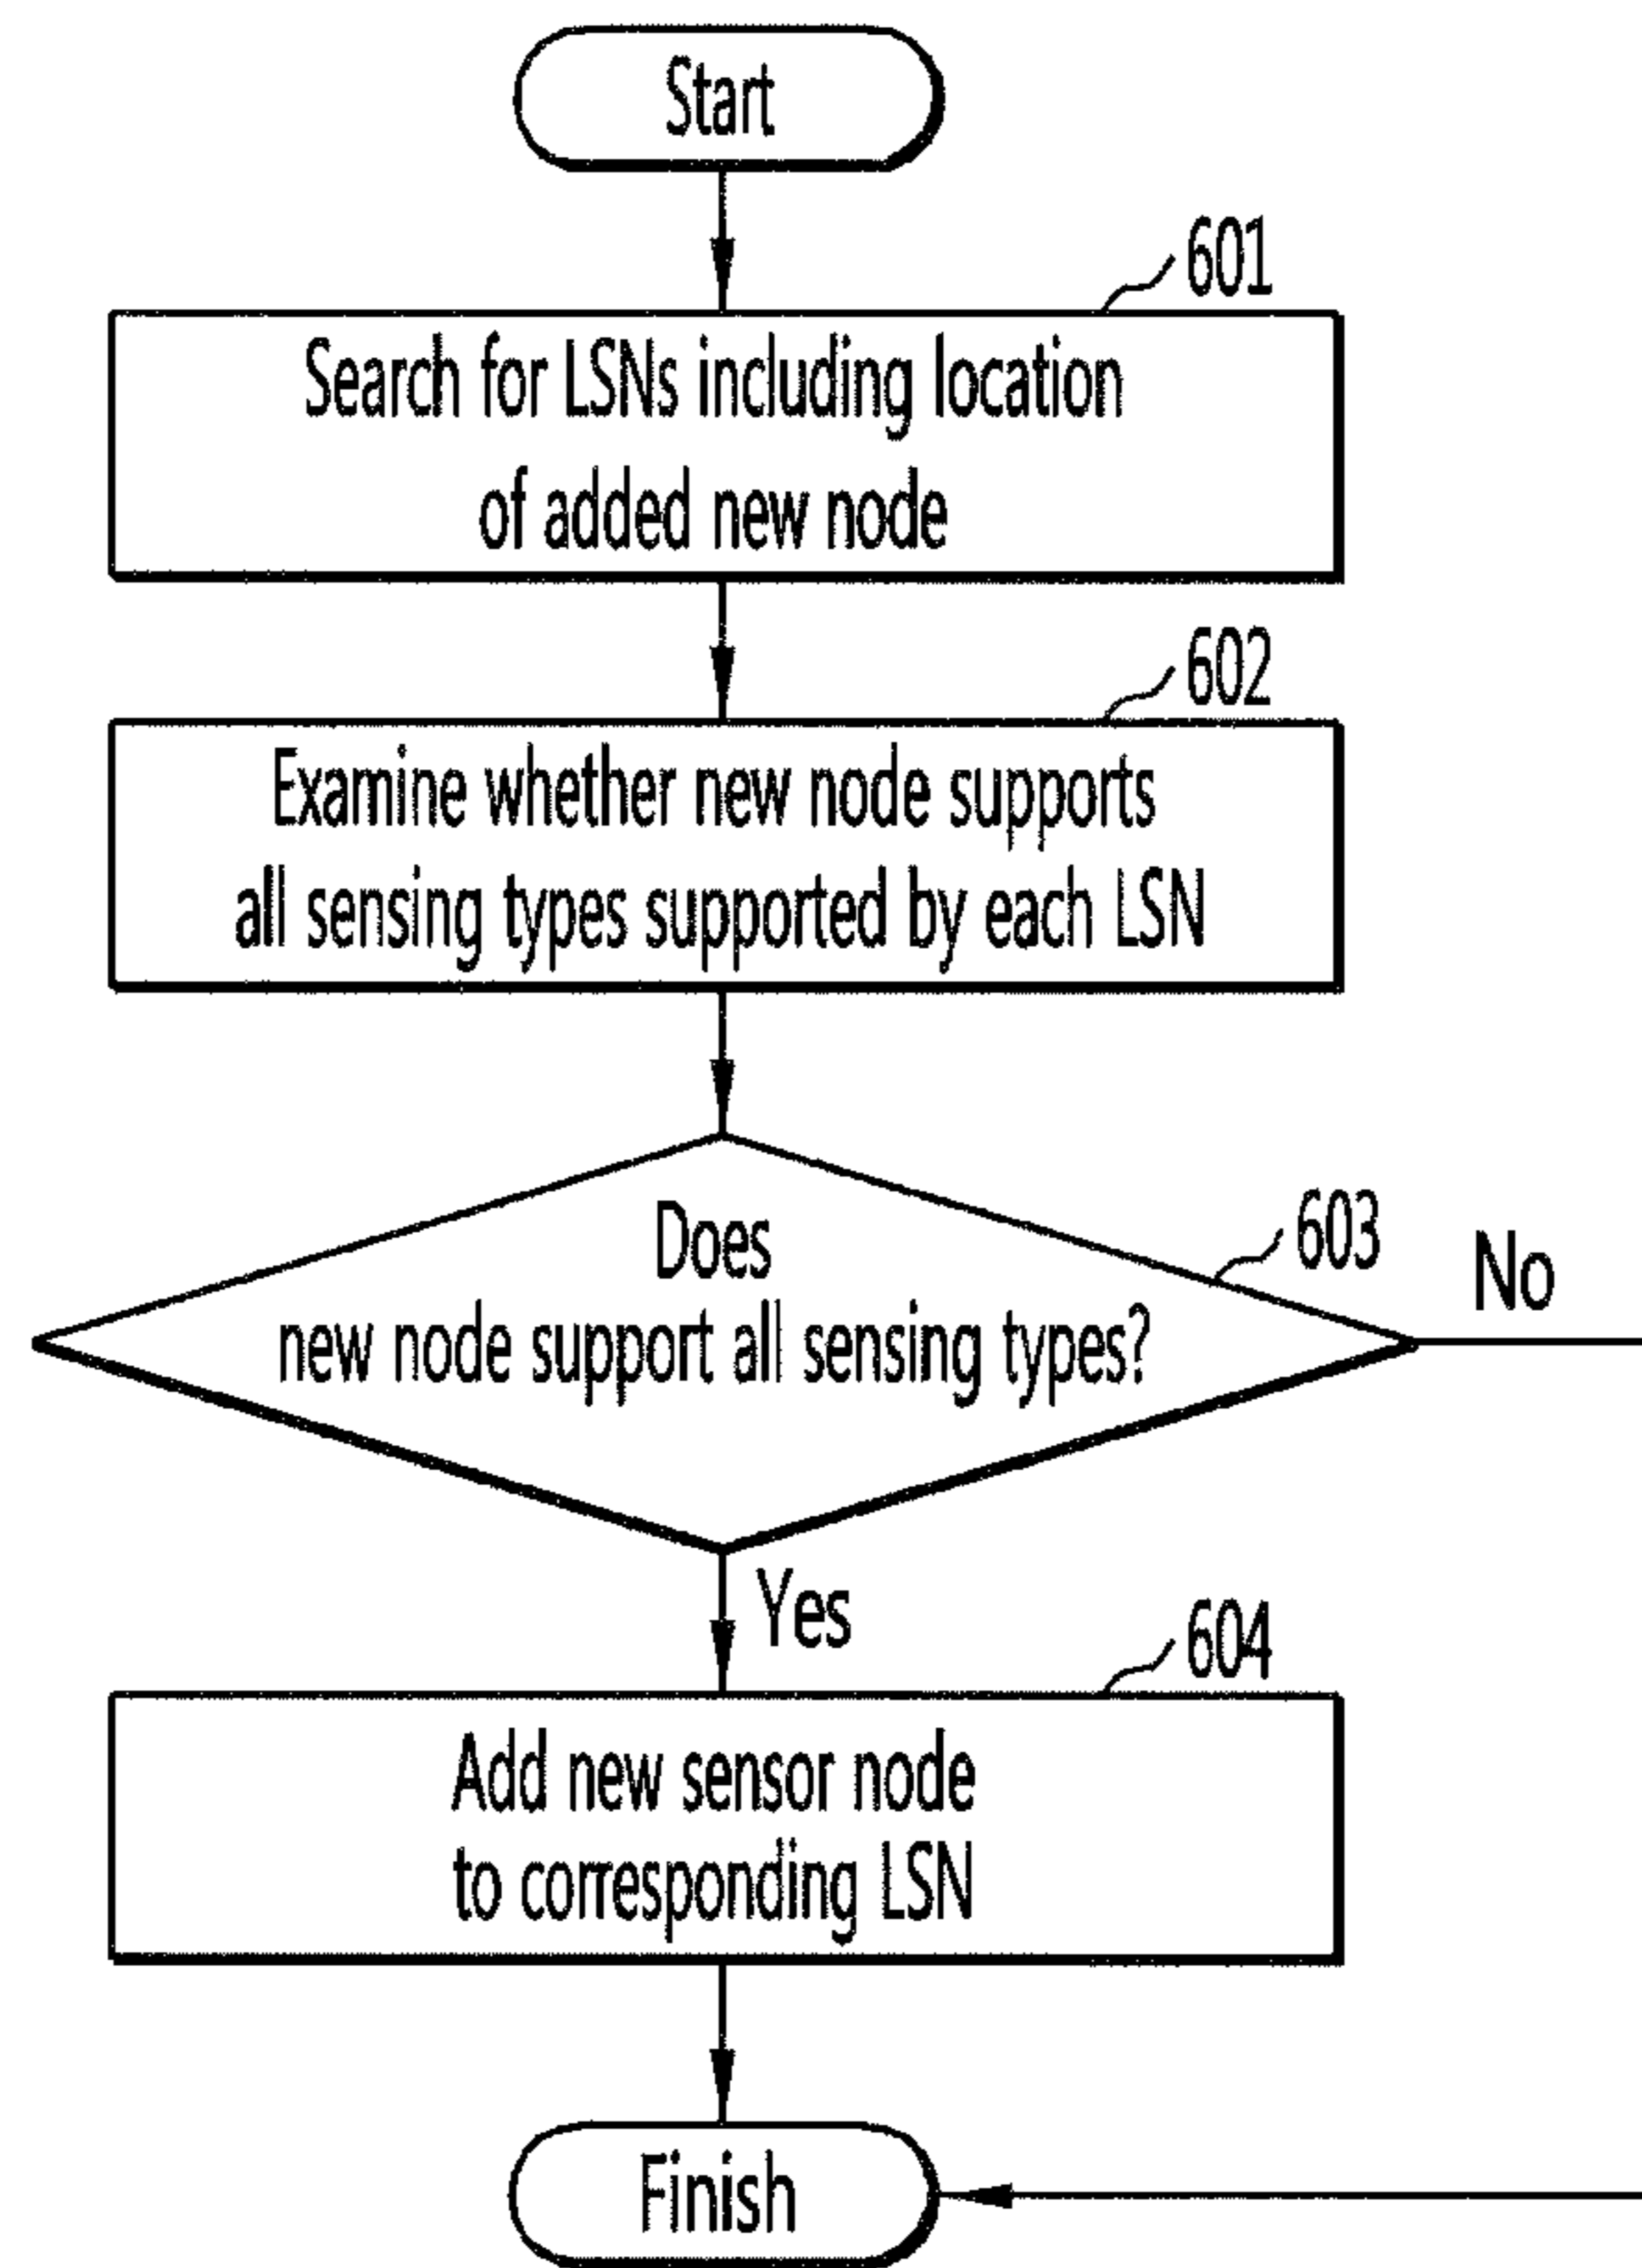 Start
601
Search for LSNs including location
of added new node
602
Examine whether new node supports
all sensing types supported by each LSN
603
Does
new node support all sensing types?
No
Yes
604
Add new sensor node
to corresponding LSN
Finish